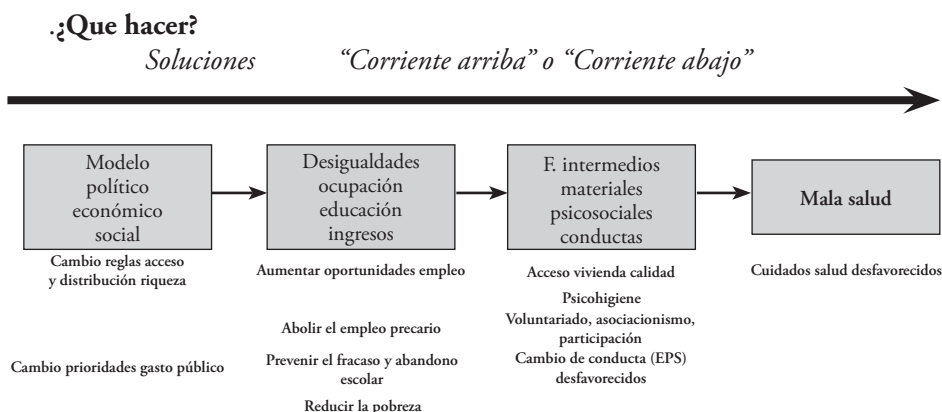 .¿Que hacer?
Soluciones “Corriente arriba” o “Corriente abajo”
Modelo
político
económico
social
Desigualdades
ocupación
educación
ingresos
F. intermedios
materiales
psicosociales
conductas
Mala salud
Cambio reglas acceso
y distribución riqueza
Cambio prioridades gasto público
Aumentar oportunidades empleo
Abolir el empleo precario
Prevenir el fracaso y abandono
escolar
Reducir la pobreza
Acceso vivienda calidad
Psicohigiene
Voluntariado, asociacionismo,
participación
Cambio de conducta (EPS)
desfavorecidos
Cuidados salud desfavorecidos